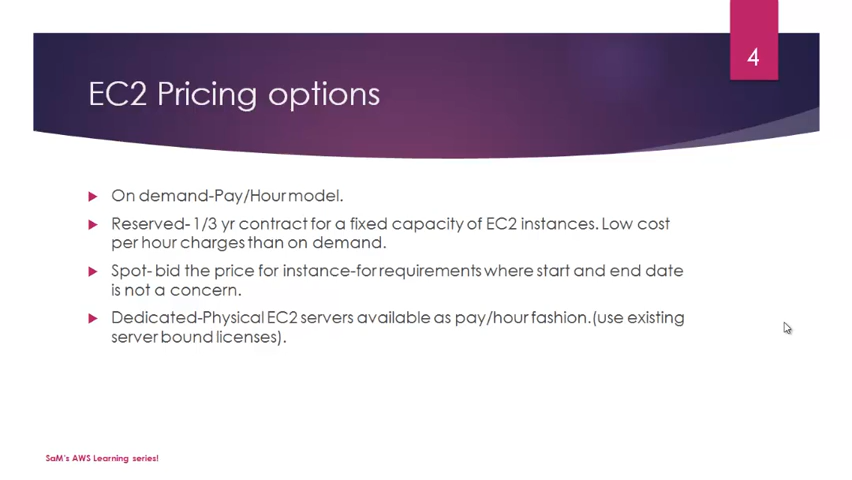 4
EC2 Pricing options
On demand-Pay/Hour model.
Reserved- 1/3 yr contract for a fixed capacity of EC2 instances. Low cost
per hour charges than on demand.
Spot- bid the price for instance-for requirements where start and end date
is not a concern.
Dedicated-Physical EC2 servers available as pay/hour fashion.(use existing
server bound licenses).
SaM's AWS Learning series!